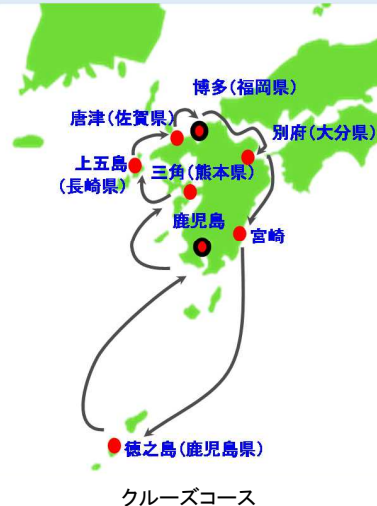 博多(福岡県)
唐津(佐賀県)
別府(大分県)
上五島
(長崎県)
三角(熊本県)
鹿児島
宮崎
徳之島(鹿児島県)
クルーズコース